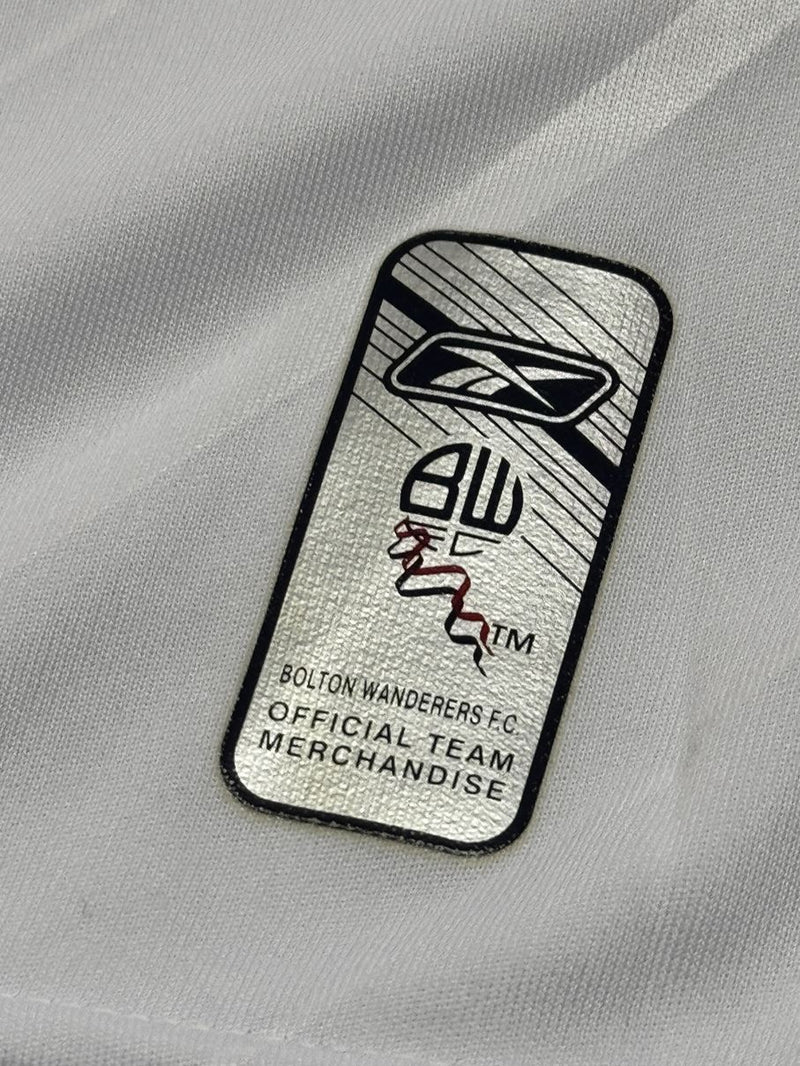 BW
FC
TM
BOLTON WANDERERS F.C.
OFFICIAL TEAM
MERCHANDISE